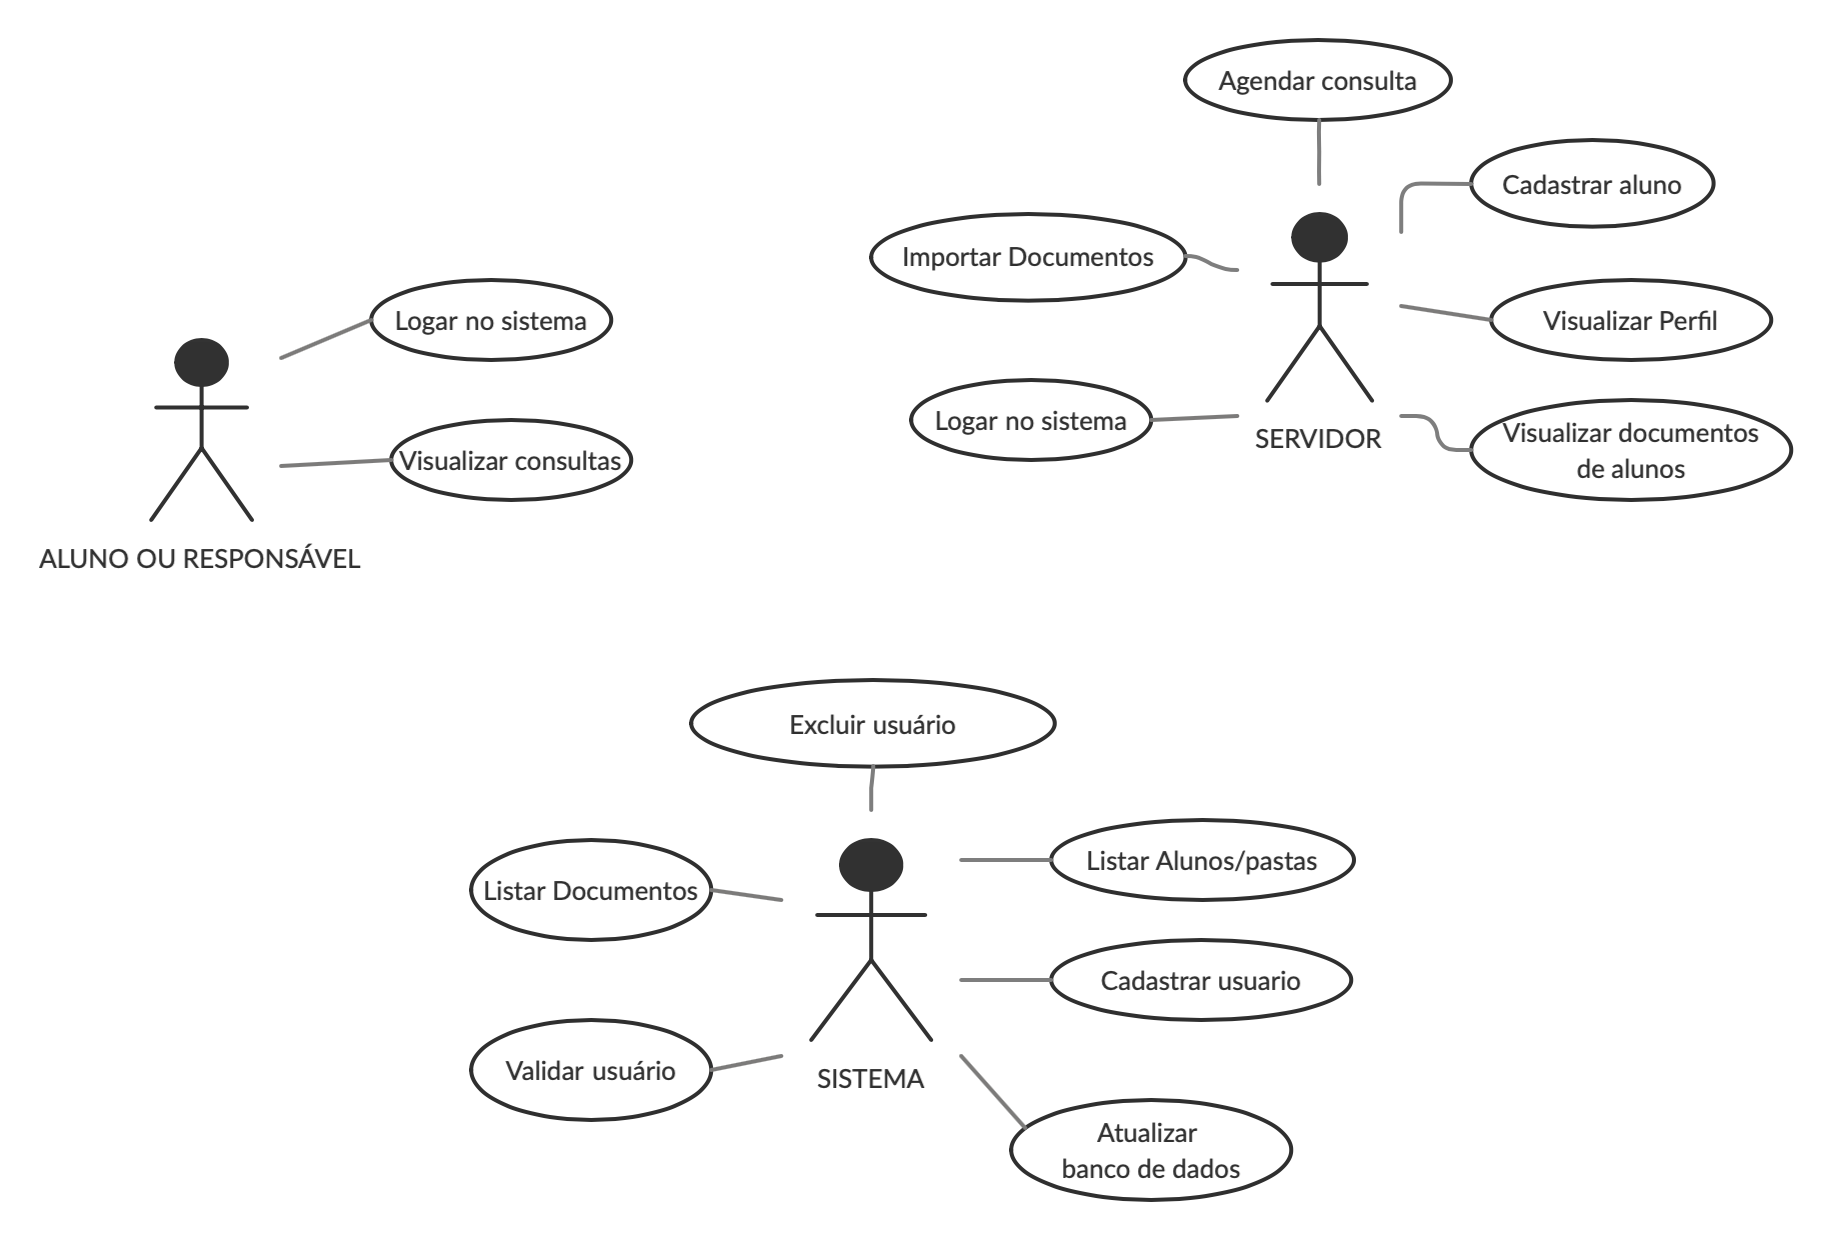 Logar no sistema
Visualizar consultas
ALUNO OU RESPONSÁVEL
Agendar consulta
Cadastrar aluno
Importar Documentos
Visualizar Perfil
Logar no sistema
SERVIDOR
Visualizar documentos
de alunos
Excluir usuário
Listar Documentos
Listar Alunos/pastas
Cadastrar usuario
Validar usuário
SISTEMA
Atualizar
banco de dados